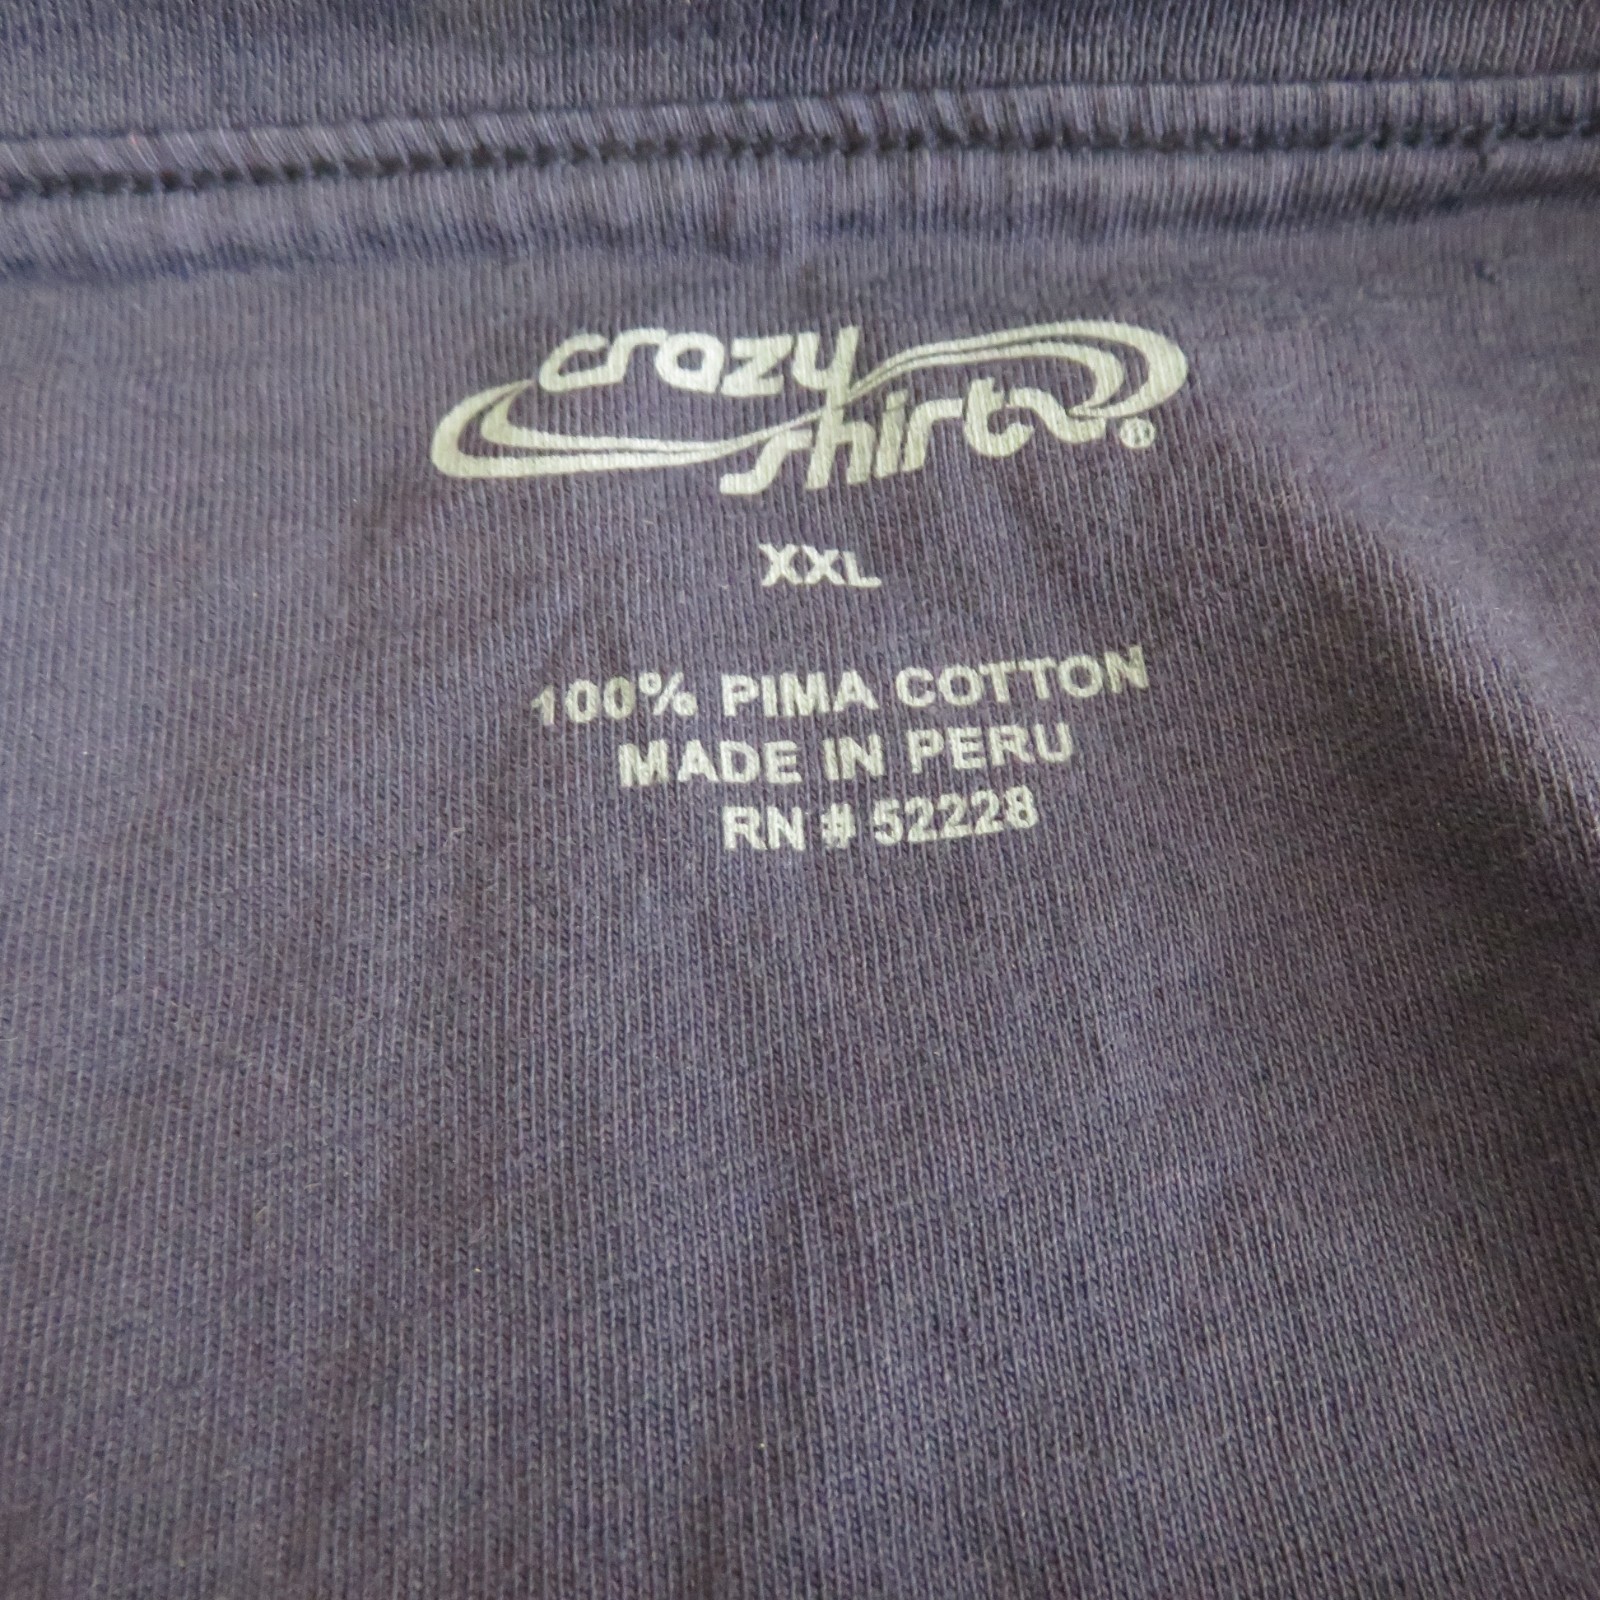 crazy
shirts®
XXL
100% PIMA COTTON
MADE IN PERU
RN # 52228